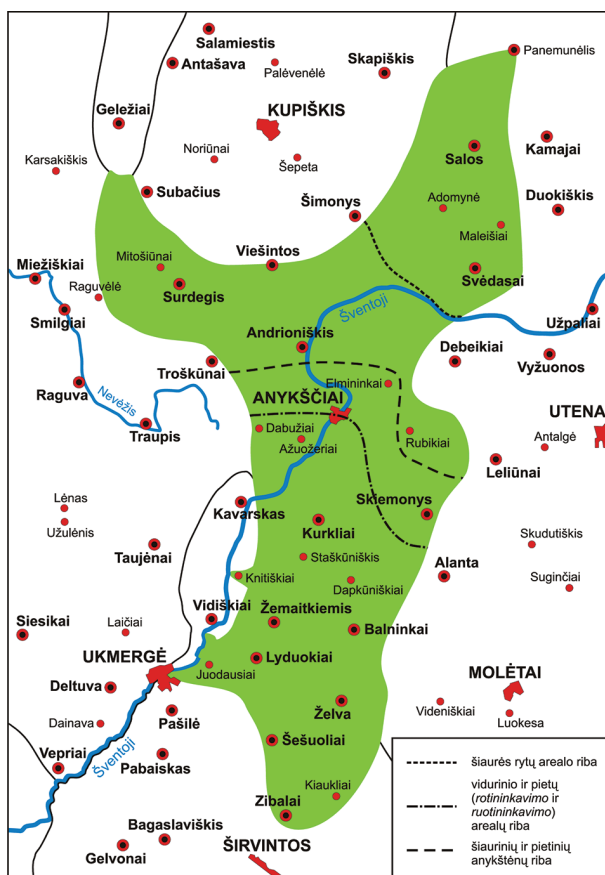 Salamiestis
Antašava
Palėvenėlė
Skapiškis
Panemunėlis
Geležiai
KUPIŠKIS
Karsakiškis
Noriūnai
Šepeta
Salos
Kamajai
Subačius
Šimonys
Adomynė
Duokiškis
Maleišiai
Viešintos
Mitošiūnai
Miežiškiai
Raguvėlė
Surdegis
Svėdasai
Šventoji
Smilgiai
Užpaliai
Andrioniškis
Debeikiai
Vyžuonos
Troškūnai
Raguva
Nevėžis
Elmininkai
ANYKŠČIAI
UTENA
Traupis
Dabužiai
Ažuožeriai
Rubikiai
Antalgė
Leliūnai
Lėnas
Užulėnis
Kavarskas
Kurkliai
Skiemonys
Taujėnai
Staškūniškis
Skudutiškis
Knitiškiai
Dapkūniškiai
Alanta
Suginčiai
Siesikai
Laičiai
Vidiškiai
Žemaitkiemis
Balninkai
UKMERGĖ
Juodausiai
Lyduokiai
MOLĖTAI
Deltuva
Želva
Videniškiai
Luokesa
Dainava
Pašilė
Šešuoliai
Vepriai
Šventoji
Pabaiskas
Kiaukliai
Zibalai
Bagaslaviškis
Gelvonai
ŠIRVINTOS
šiaurės rytų arealo riba
vidurinio ir pietų
(rotininkavimo ir
ruotininkavimo)
arealų riba
šiaurinių ir pietinių
anykštėnų riba